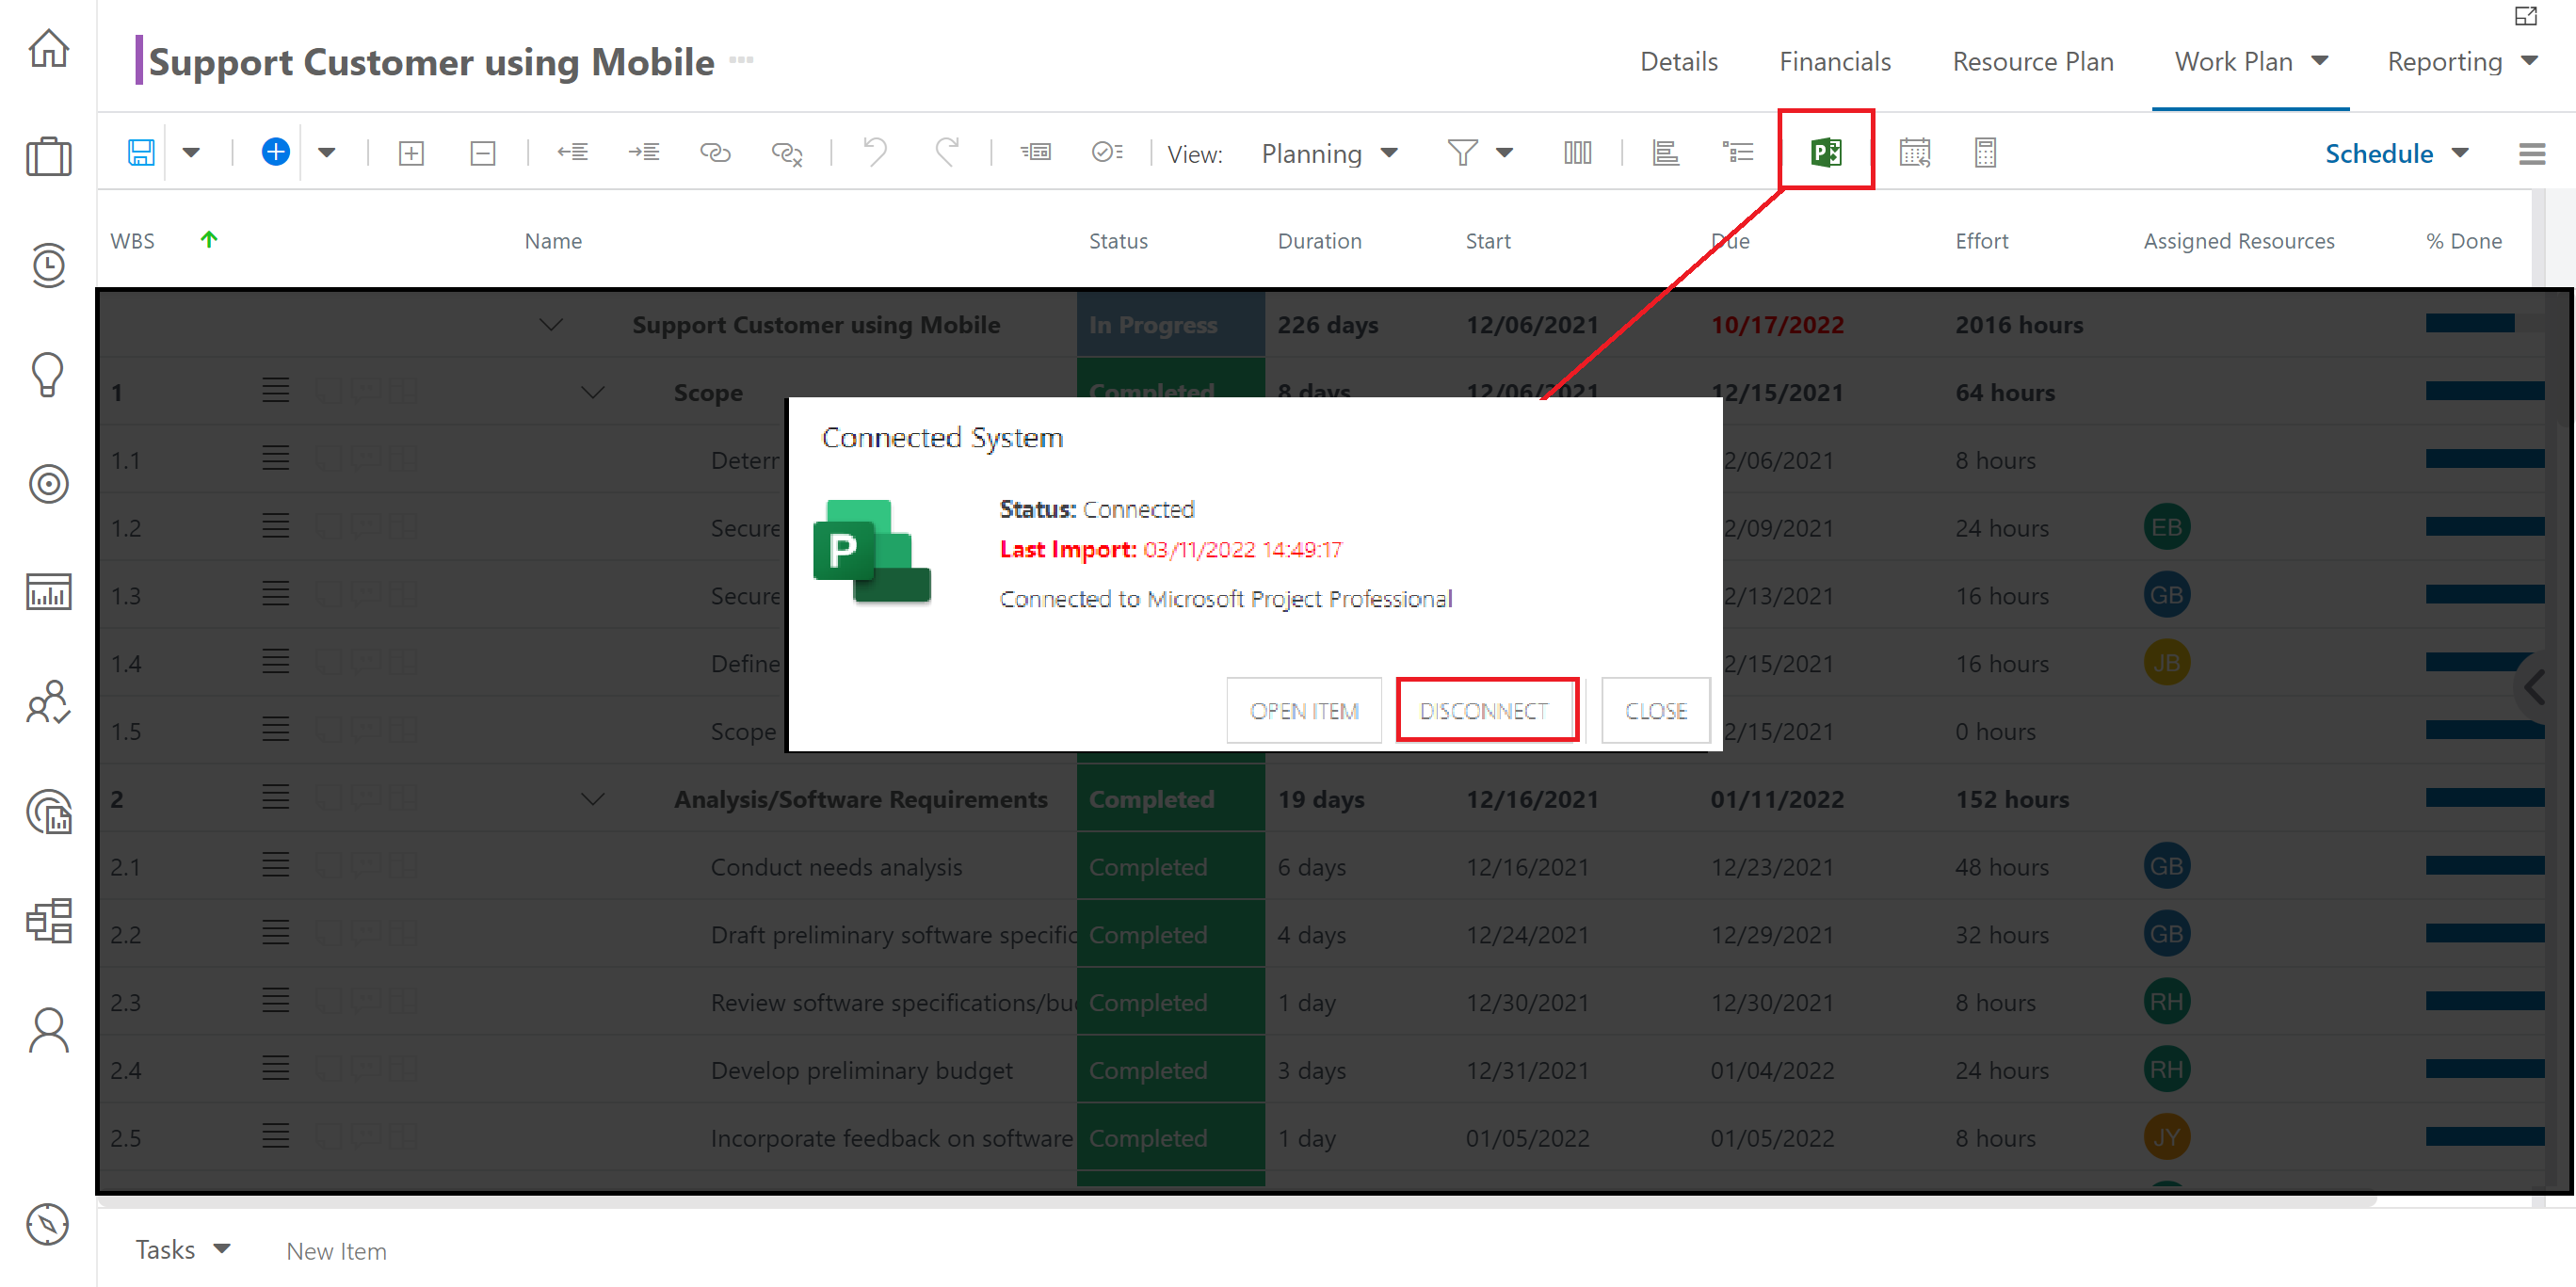 Support Customer using Mobile
Details Financials Resource Plan Work Plan Reporting
View: Planning Schedule
WBS Name Status Duration Start Due Effort Assigned Resources % Done
Support Customer using Mobile In Progress 226 days 12/06/2021 10/17/2022 2016 hours
1 Scope Completed 8 days 12/06/2021 12/15/2021 64 hours
1.1 2/06/2021 8 hours
1.2 Secure 2/09/2021 24 hours EB
1.3 Secure 2/13/2021 16 hours GB
1.4 Define 2/15/2021 16 hours JB
1.5 Scope 2/15/2021 0 hours
Connected System
P
Status: Connected
Last Import: 03/11/2022 14:49:17
Connected to Microsoft Project Professional
OPEN ITEM DISCONNECT CLOSE
2 Analysis/Software Requirements Completed 19 days 12/16/2021 01/11/2022 152 hours
2.1 Conduct needs analysis Completed 6 days 12/16/2021 12/23/2021 48 hours GB
2.2 Draft preliminary software specific Completed 4 days 12/24/2021 12/29/2021 32 hours GB
2.3 Review software specifications/bu Completed 1 day 12/30/2021 12/30/2021 8 hours RH
2.4 Develop preliminary budget Completed 3 days 12/31/2021 01/04/2022 24 hours RH
2.5 Incorporate feedback on software Completed 1 day 01/05/2022 01/05/2022 8 hours JY
Tasks New Item